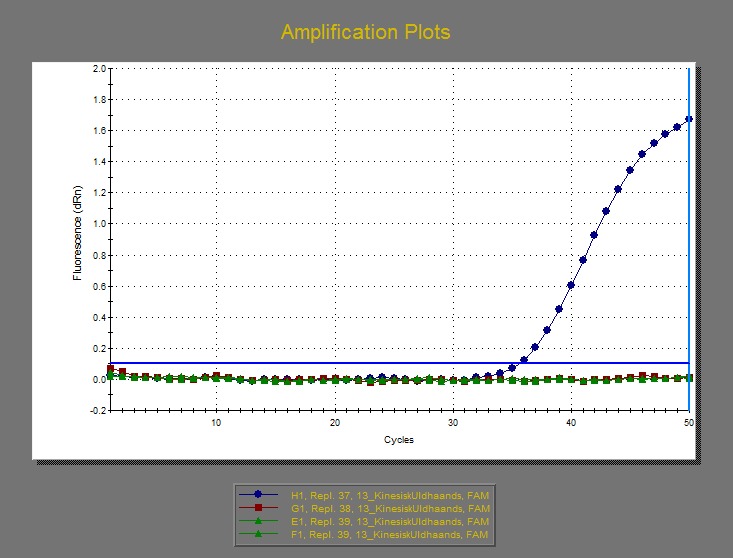 Amplification Plots
Fluorescence (dRn)
2.0
1.8
1.6
1.4
1.2
1.0
0.8
0.6
0.4
0.2
0.0
-0.2
10 20 30 40 50
Cycles
H1, Repl. 37, 13_KinesiskUldhaands, FAM
G1, Repl. 38, 13_KinesiskUldhaands, FAM
E1, Repl. 39, 13_KinesiskUldhaands, FAM
F1, Repl. 39, 13_KinesiskUldhaands, FAM